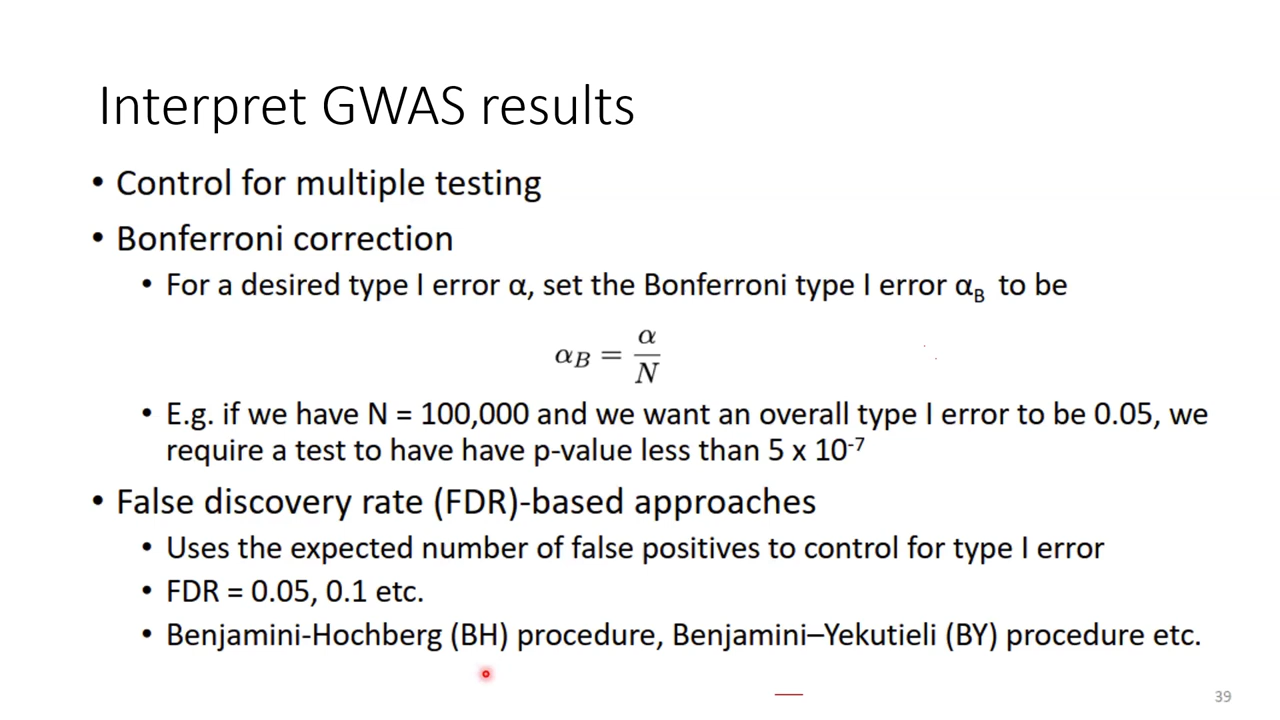 Interpret GWAS results
• Control for multiple testing
• Bonferroni correction
• For a desired type I error α, set the Bonferroni type I error α_B to be
α_B = α/N
• E.g. if we have N = 100,000 and we want an overall type I error to be 0.05, we
require a test to have have p-value less than 5 x 10⁻⁷
• False discovery rate (FDR)-based approaches
• Uses the expected number of false positives to control for type I error
• FDR = 0.05, 0.1 etc.
• Benjamini-Hochberg (BH) procedure, Benjamini–Yekutieli (BY) procedure etc.
39